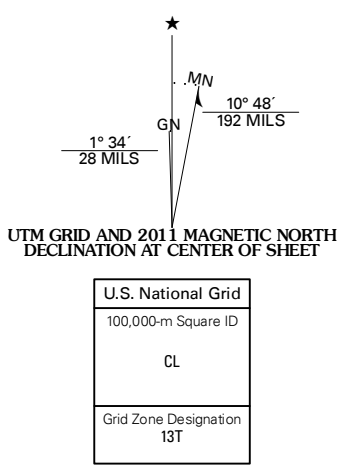 MN
GN
10° 48´
192 MILS
1° 34´
28 MILS
UTM GRID AND 2011 MAGNETIC NORTH
DECLINATION AT CENTER OF SHEET
U.S. National Grid
100,000-m Square ID
CL
Grid Zone Designation
13T